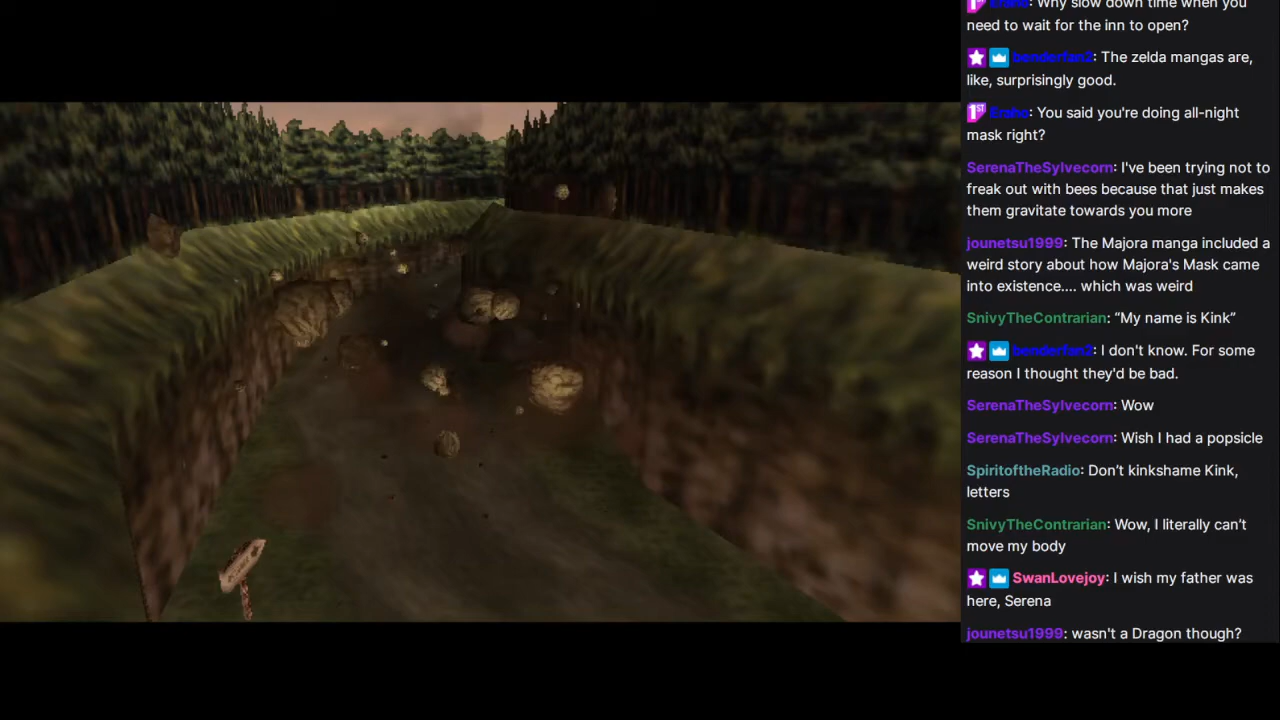 Ersho: Why slow down time when you
need to wait for the inn to open?
benderfan2: The zelda mangas are,
like, surprisingly good.
Ersho: You said you're doing all-night
mask right?
SerenaTheSylvecorn: I've been trying not to
freak out with bees because that just makes
them gravitate towards you more
jounetsu1999: The Majora manga included a
weird story about how Majora's Mask came
into existence.... which was weird
SnivyTheContrarian: “My name is Kink”
benderfan2: I don't know. For some
reason I thought they'd be bad.
SerenaTheSylvecorn: Wow
SerenaTheSylvecorn: Wish I had a popsicle
SpiritoftheRadio: Don’t kinkshame Kink,
letters
SnivyTheContrarian: Wow, I literally can’t
move my body
SwanLovejoy: I wish my father was
here, Serena
jounetsu1999: wasn't a Dragon though?